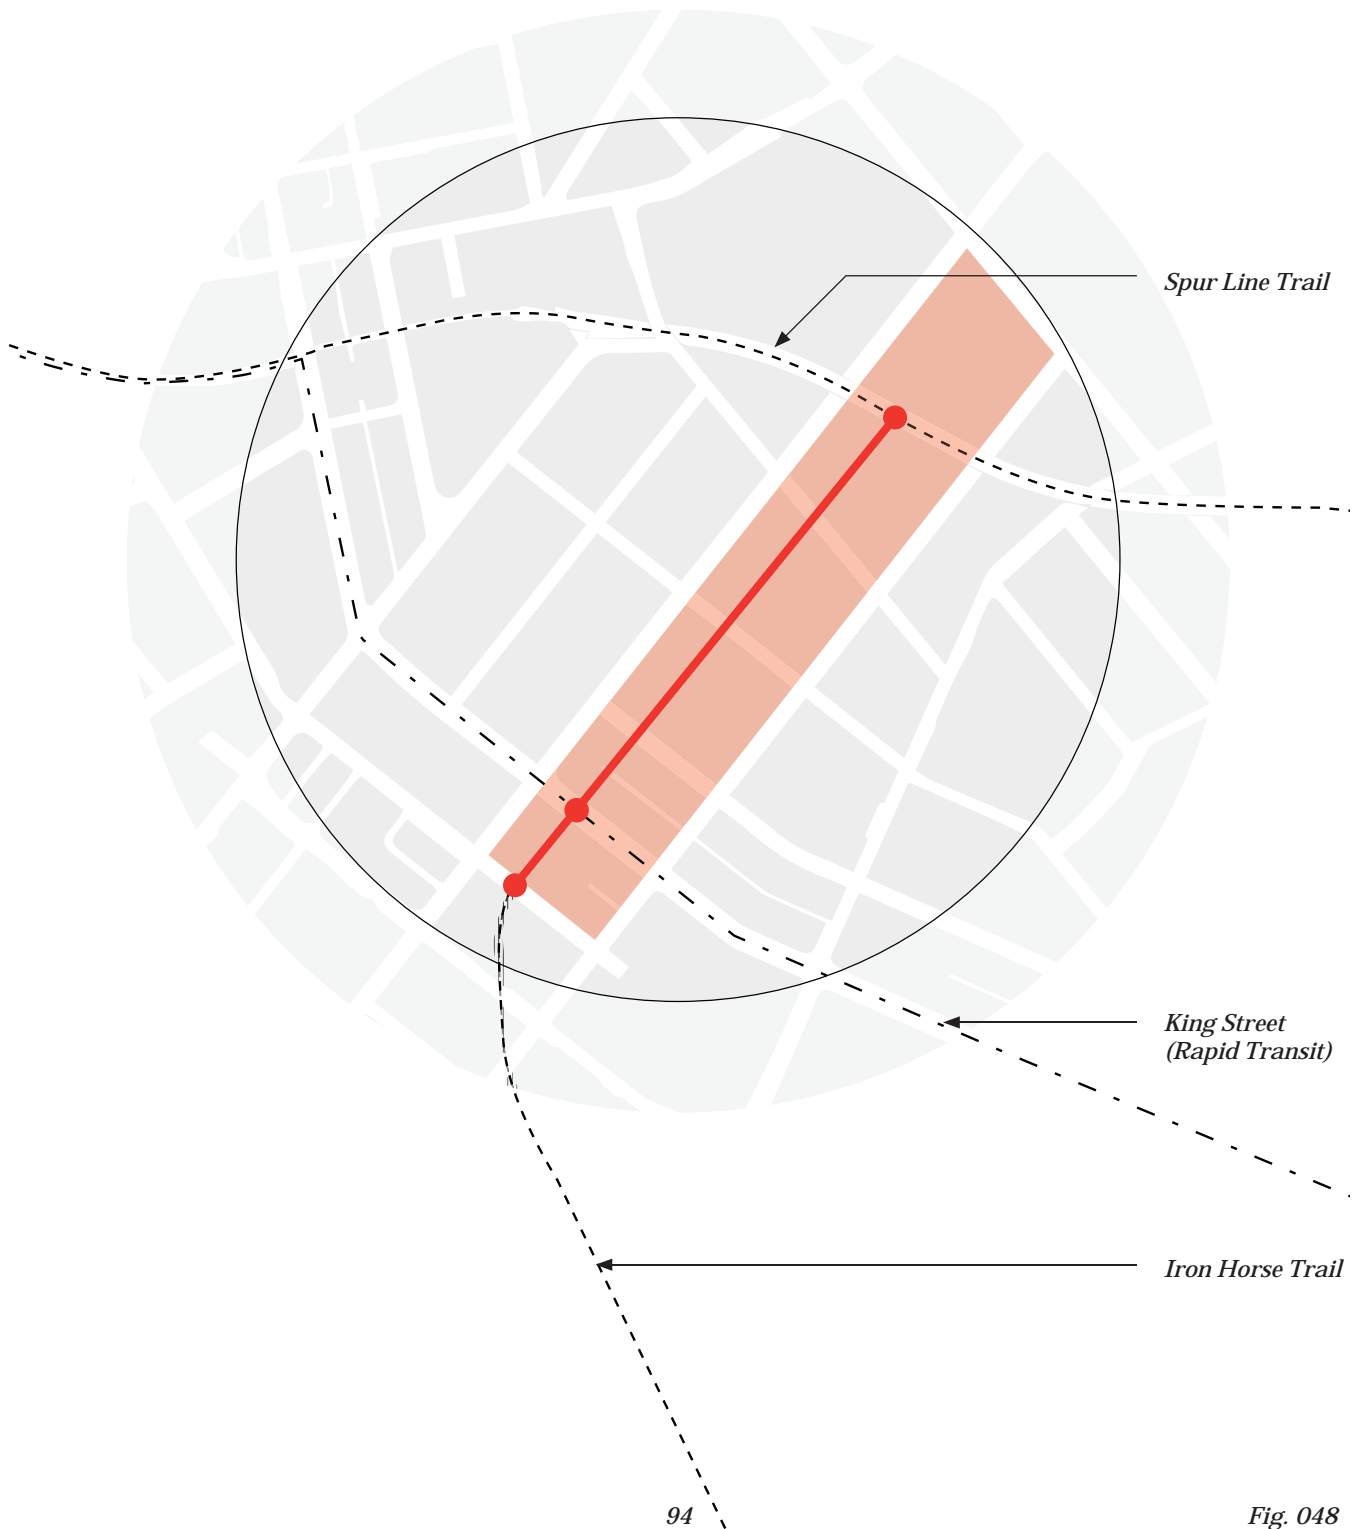 Spur Line Trail
King Street
(Rapid Transit)
Iron Horse Trail
94
Fig. 048